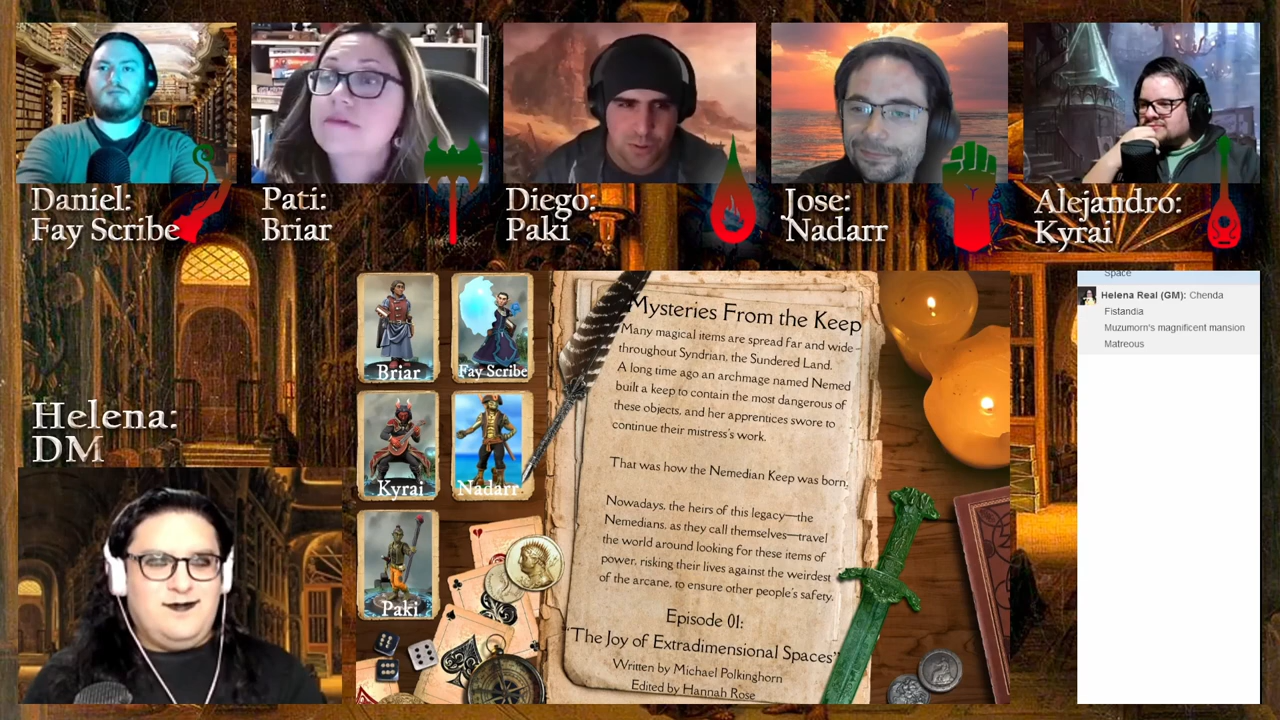 Daniel:
Fay Scribe
Pati:
Briar
Diego:
Paki
Jose:
Nadarr
Alejandro:
Kyrai
Helena:
DM
Briar
Fay Scribe
Kyrai
Nadarr
Paki
Mysteries From the Keep
Many magical items are spread far and wide
throughout Syndrian, the Sundered Land.
A long time ago an archmage named Nemed
built a keep to contain the most dangerous of
these objects, and her apprentices swore to
continue their mistress's work.
That was how the Nemedian Keep was born.
Nowadays, the heirs of this legacy—the
Nemedians, as they call themselves—travel
the world around looking for these items of
power, risking their lives against the weirdest
of the arcane, to ensure other people's safety.
Episode 01:
"The Joy of Extradimensional Spaces"
Written by Michael Polkinghorn
Edited by Hannah Rose
Space
Helena Real (GM): Chenda
Fistandia
Muzumorn's magnificent mansion
Matreous